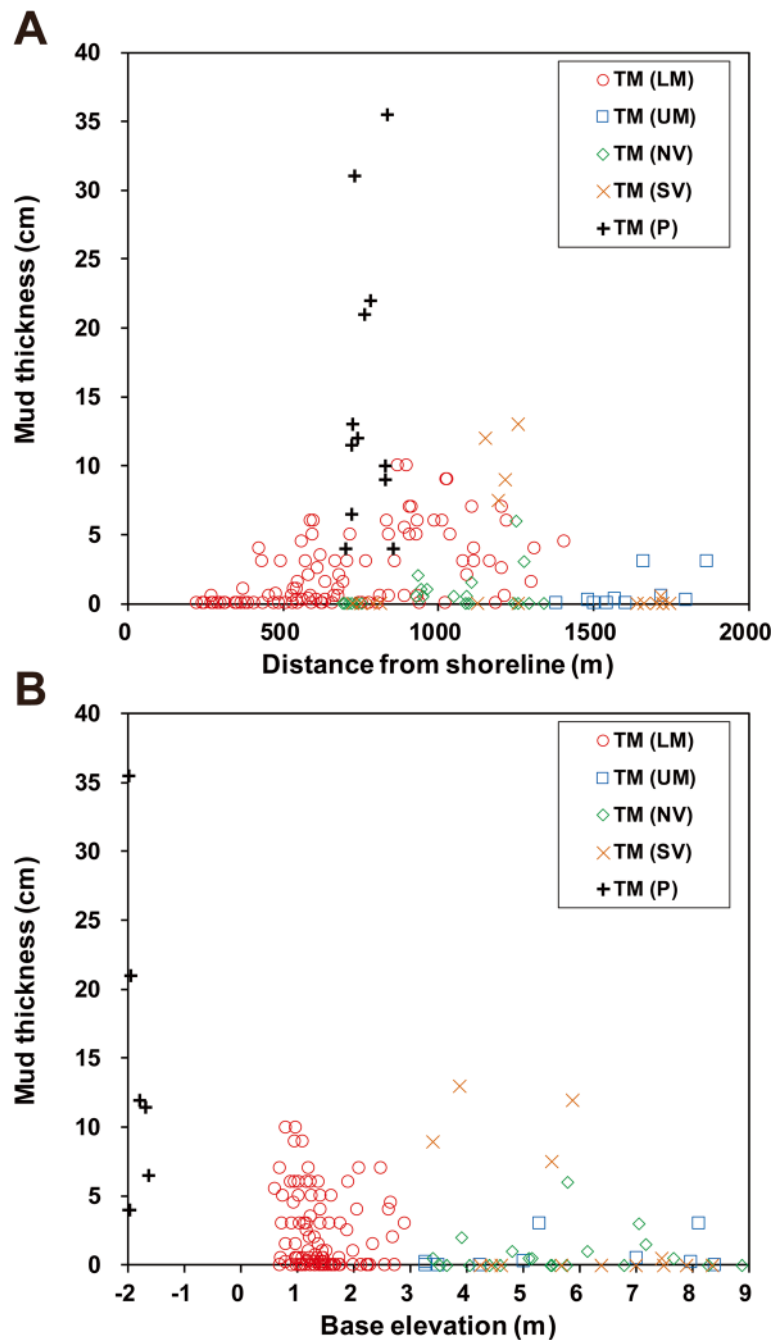 A
40
35
30
25
20
15
10
5
0
Mud thickness (cm)
TM (LM)
TM (UM)
TM (NV)
TM (SV)
TM (P)
0 500 1000 1500 2000
Distance from shoreline (m)
B
40
35
30
25
20
15
10
5
0
Mud thickness (cm)
TM (LM)
TM (UM)
TM (NV)
TM (SV)
TM (P)
-2 -1 0 1 2 3 4 5 6 7 8 9
Base elevation (m)